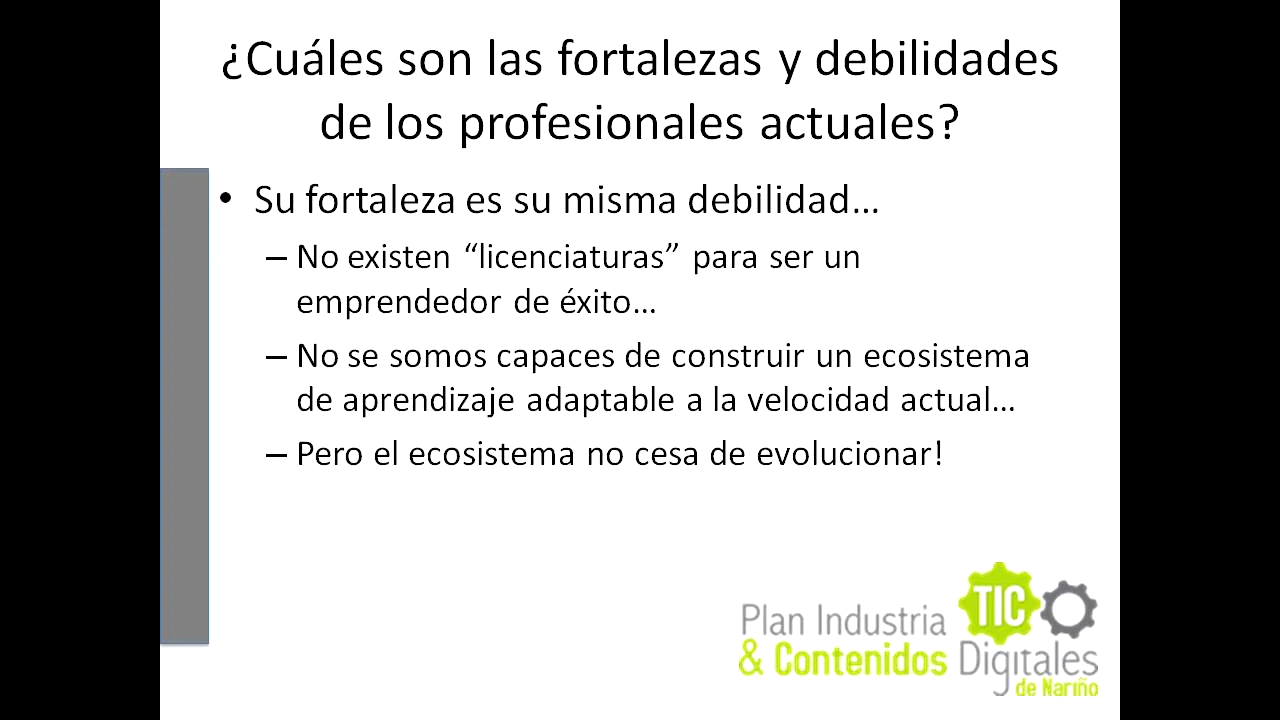 ¿Cuáles son las fortalezas y debilidades
de los profesionales actuales?
• Su fortaleza es su misma debilidad…
– No existen “licenciaturas” para ser un
emprendedor de éxito…
– No se somos capaces de construir un ecosistema
de aprendizaje adaptable a la velocidad actual…
– Pero el ecosistema no cesa de evolucionar!
TIC
Plan Industria
& Contenidos Digitales
de Nariño